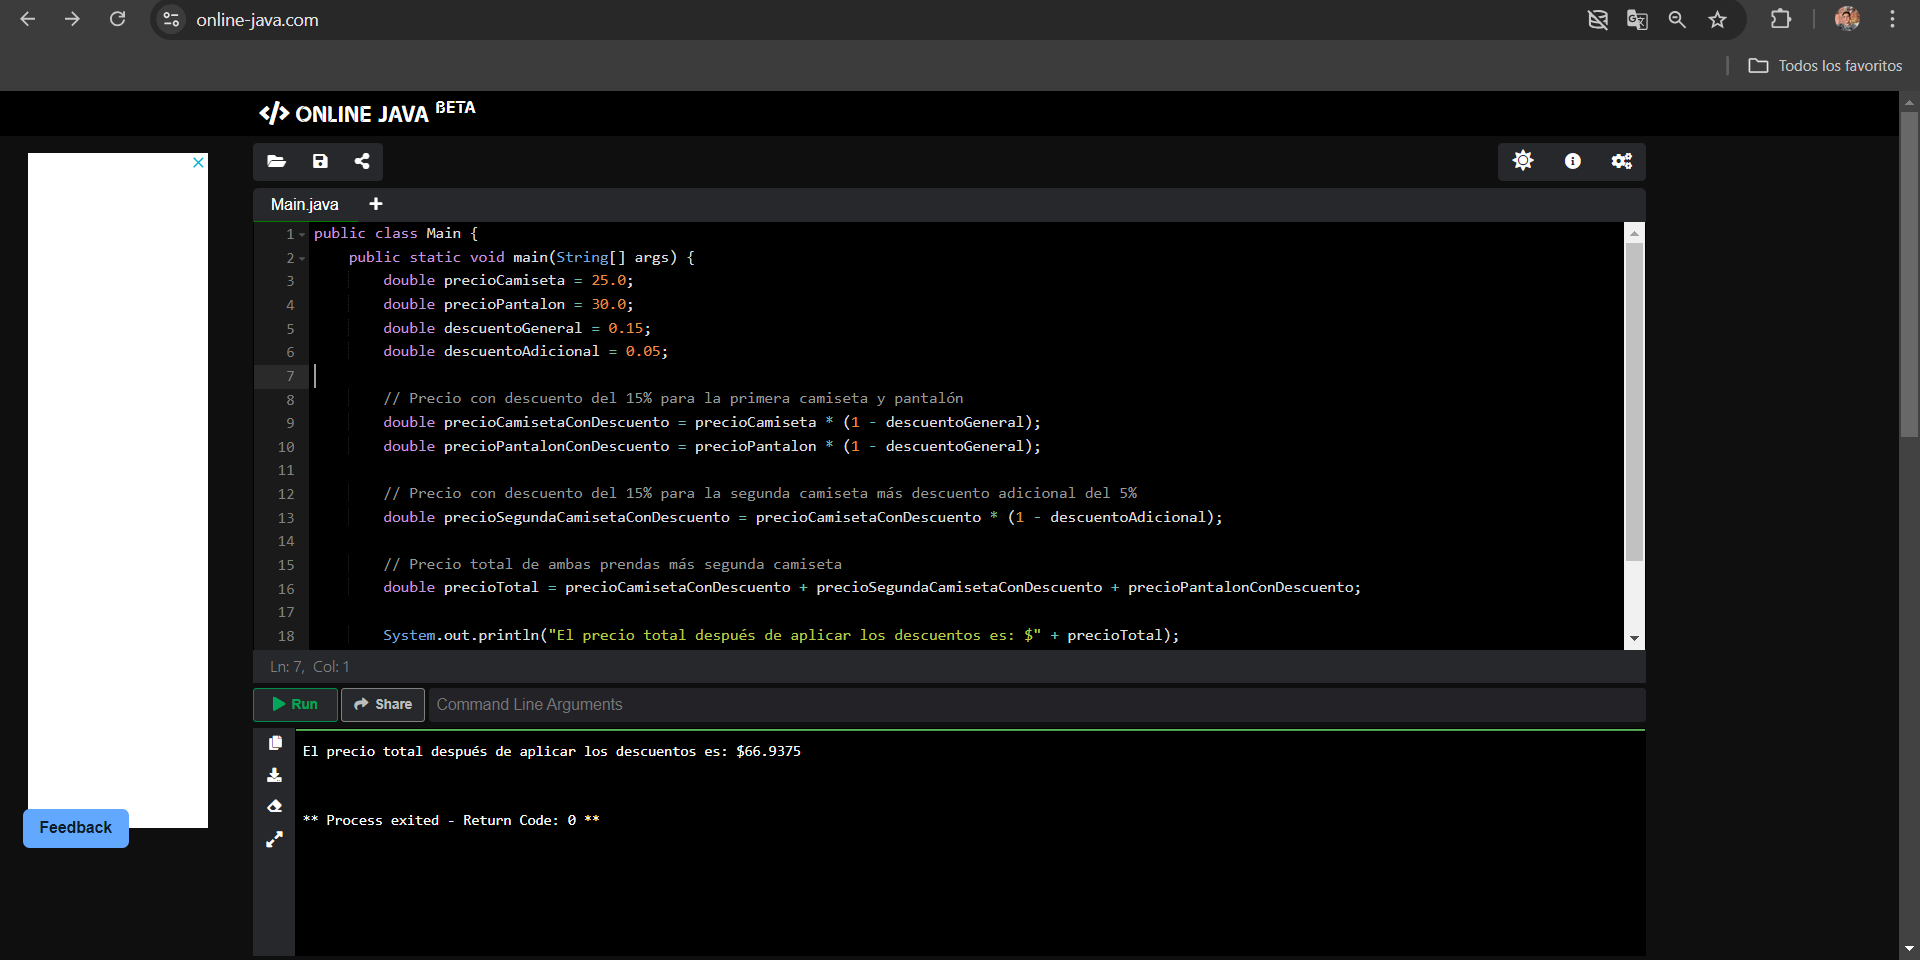 online-java.com
Todos los favoritos
</> ONLINE JAVA BETA
Main.java +
1 public class Main {
2 public static void main(String[] args) {
3 double precioCamiseta = 25.0;
4 double precioPantalon = 30.0;
5 double descuentoGeneral = 0.15;
6 double descuentoAdicional = 0.05;
7
8 // Precio con descuento del 15% para la primera camiseta y pantalón
9 double precioCamisetaConDescuento = precioCamiseta * (1 - descuentoGeneral);
10 double precioPantalonConDescuento = precioPantalon * (1 - descuentoGeneral);
11
12 // Precio con descuento del 15% para la segunda camiseta más descuento adicional del 5%
13 double precioSegundaCamisetaConDescuento = precioCamisetaConDescuento * (1 - descuentoAdicional);
14
15 // Precio total de ambas prendas más segunda camiseta
16 double precioTotal = precioCamisetaConDescuento + precioSegundaCamisetaConDescuento + precioPantalonConDescuento;
17
18 System.out.println("El precio total después de aplicar los descuentos es: $" + precioTotal);
Ln: 7, Col: 1
Run Share Command Line Arguments
El precio total después de aplicar los descuentos es: $66.9375
** Process exited - Return Code: 0 **
Feedback